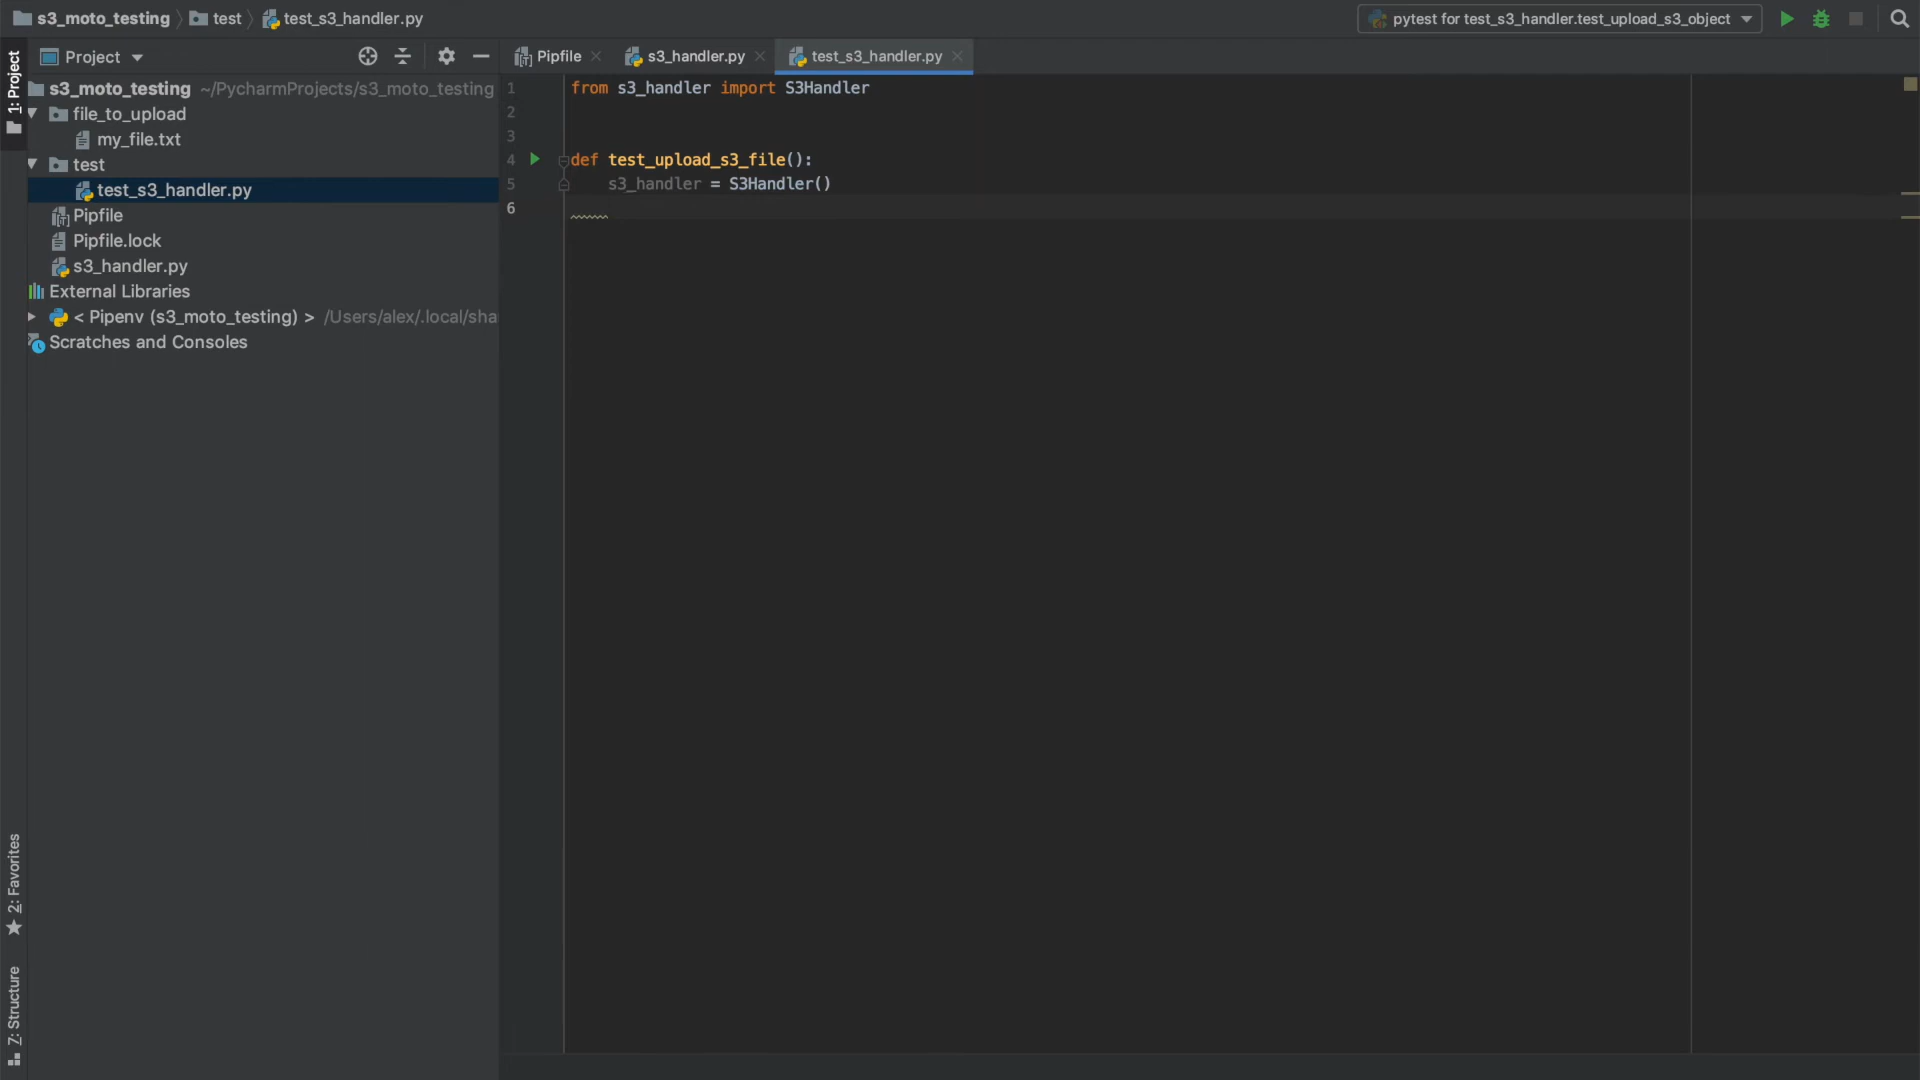 s3_moto_testing test test_s3_handler.py
pytest for test_s3_handler.test_upload_s3_object
1: Project
Project
Pipfile s3_handler.py test_s3_handler.py
s3_moto_testing ~/PycharmProjects/s3_moto_testing
file_to_upload
my_file.txt
test
test_s3_handler.py
Pipfile
Pipfile.lock
s3_handler.py
External Libraries
< Pipenv (s3_moto_testing) > /Users/alex/.local/sha
Scratches and Consoles
1 from s3_handler import S3Handler
2
3
4 def test_upload_s3_file():
5 s3_handler = S3Handler()
6
2: Favorites
7: Structure